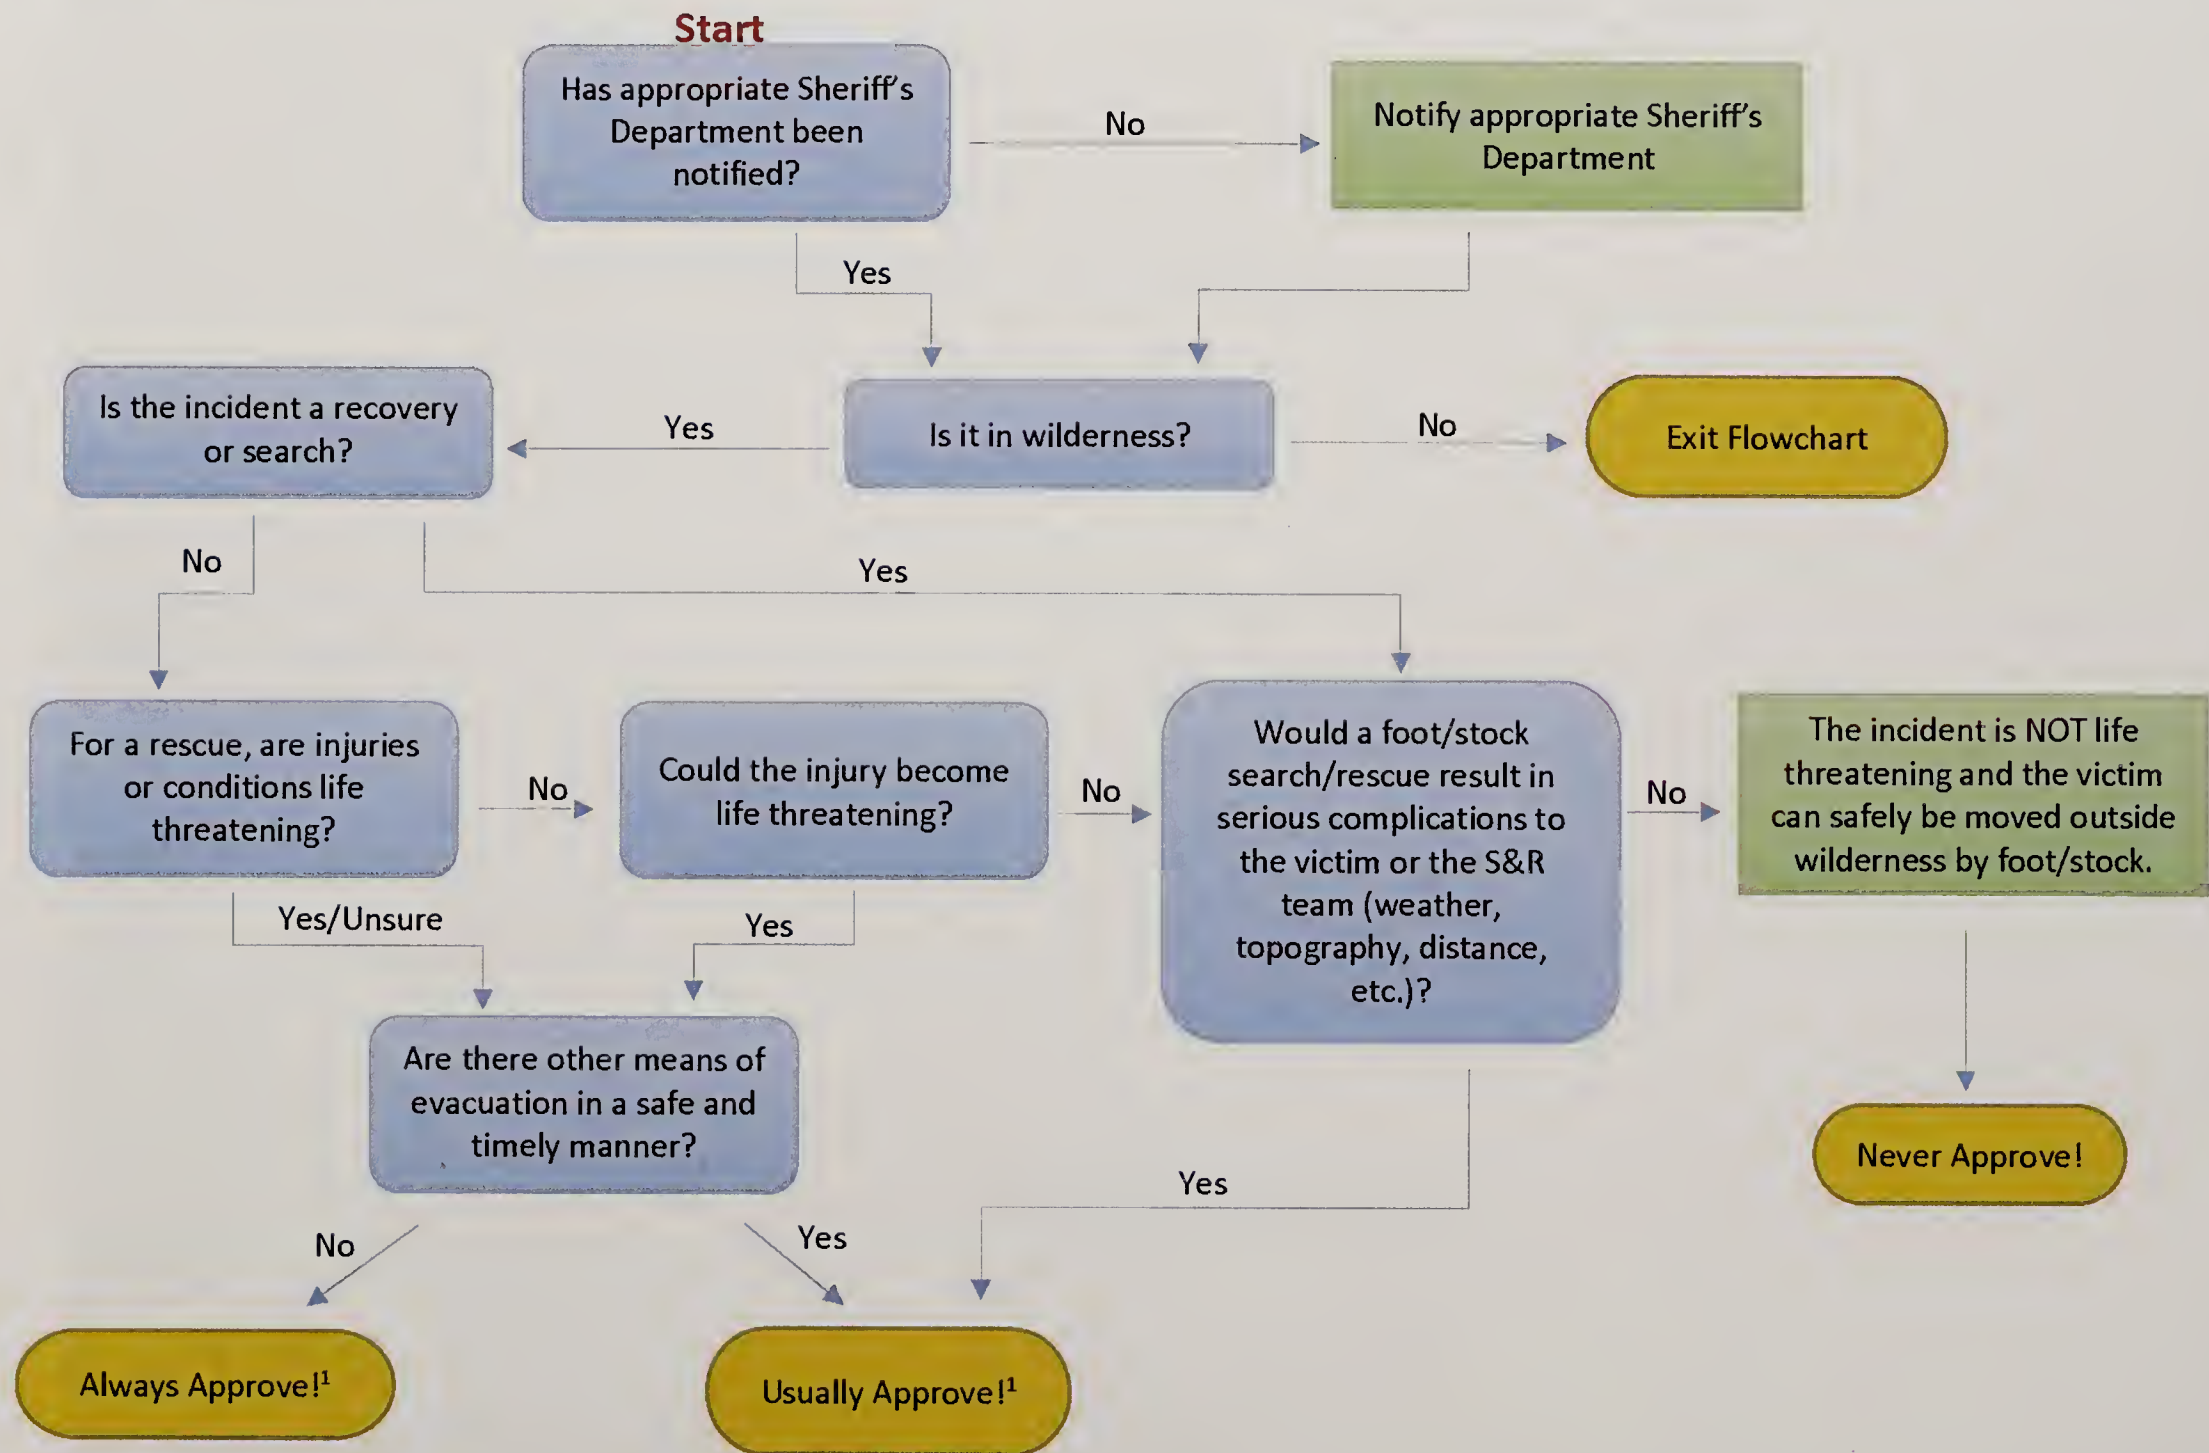 Start
Has appropriate Sheriff's
Department been
notified?
No
Notify appropriate Sheriff's
Department
Yes
Is the incident a recovery
or search?
Yes
Is it in wilderness?
No
Exit Flowchart
No
Yes
For a rescue, are injuries
or conditions life
threatening?
No
Could the injury become
life threatening?
No
Would a foot/stock
search/rescue result in
serious complications to
the victim or the S&R
team (weather,
topography, distance,
etc.)?
No
The incident is NOT life
threatening and the victim
can safely be moved outside
wilderness by foot/stock.
Yes/Unsure
Yes
Are there other means of
evacuation in a safe and
timely manner?
Yes
Never Approve!
No
Yes
Always Approve!¹
Usually Approve!¹